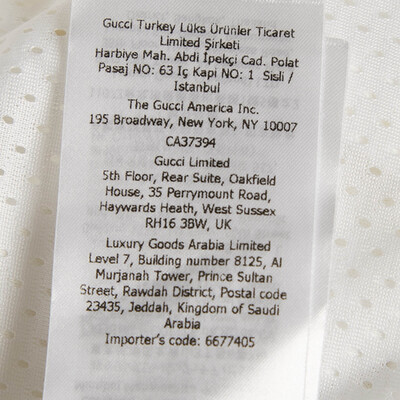 Gucci Turkey Lüks Ürünler Ticaret
Limited Şirketi
Harbiye Mah. Abdi İpekçi Cad. Polat
Pasaj NO: 63 Iç Kapi NO: 1 Sisli /
Istanbul
The Gucci America Inc.
195 Broadway, New York, NY 10007
CA37394
Gucci Limited
5th Floor, Rear Suite, Oakfield
House, 35 Perrymount Road,
Haywards Heath, West Sussex
RH16 3BW, UK
Luxury Goods Arabia Limited
Level 7, Building number 8125, Al
Murjanah Tower, Prince Sultan
Street, Rawdah District, Postal code
23435, Jeddah, Kingdom of Saudi
Arabia
Importer's code: 6677405